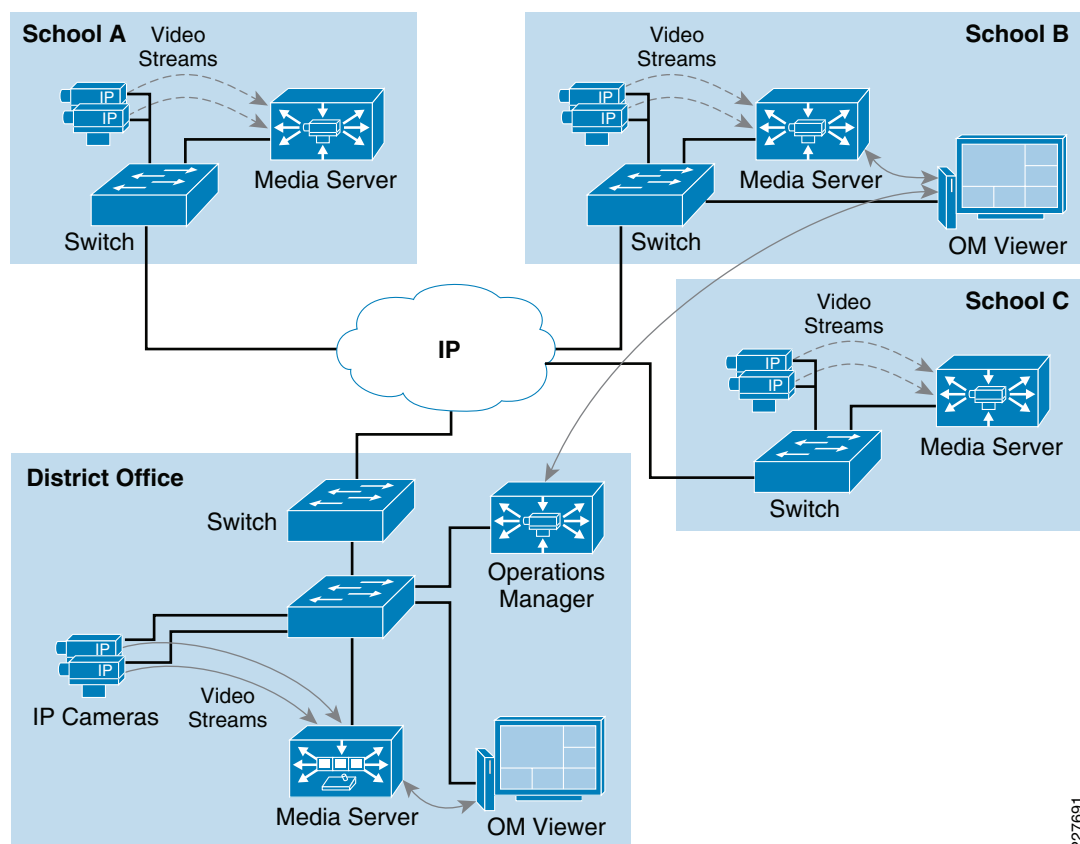 School A
Video
Streams
IP
IP
Media Server
Switch
School B
Video
Streams
IP
IP
Media Server
Switch
OM Viewer
IP
School C
Video
Streams
IP
IP
Media Server
Switch
District Office
Switch
Operations
Manager
IP
IP
IP Cameras
Video
Streams
Media Server
OM Viewer